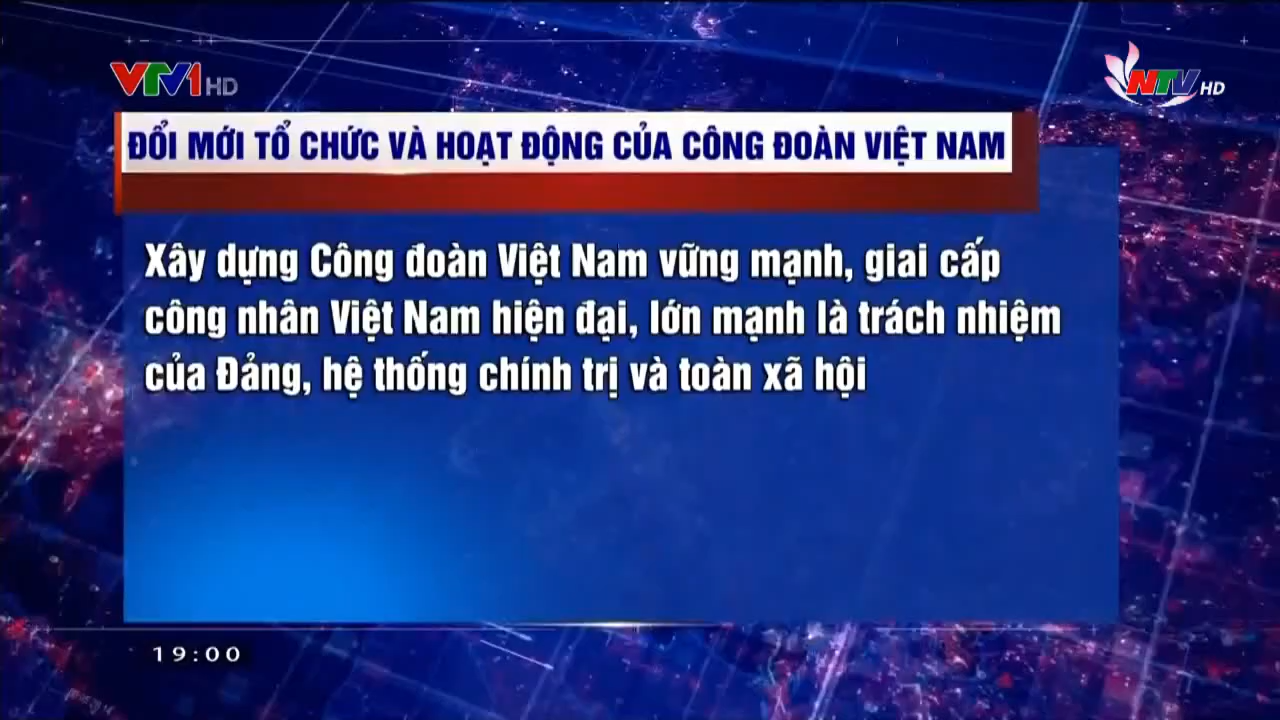 VTV1 HD
NTV HD
ĐỔI MỚI TỔ CHỨC VÀ HOẠT ĐỘNG CỦA CÔNG ĐOÀN VIỆT NAM
Xây dựng Công đoàn Việt Nam vững mạnh, giai cấp
công nhân Việt Nam hiện đại, lớn mạnh là trách nhiệm
của Đảng, hệ thống chính trị và toàn xã hội
19:00